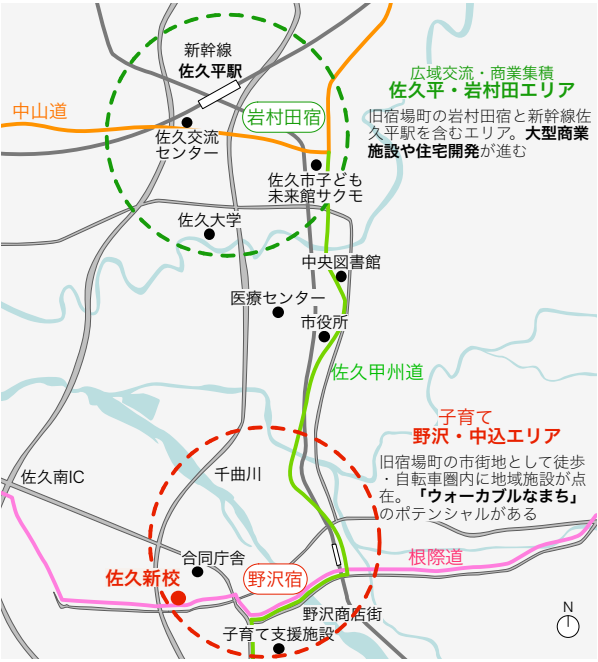 新幹線
佐久平駅
広域交流・商業集積
佐久平・岩村田エリア
旧宿場町の岩村田宿と新幹線佐
久平駅を含むエリア。大型商業
施設や住宅開発が進む
中山道
岩村田宿
佐久交流
センター
佐久市子ども
未来館サクモ
佐久大学
中央図書館
医療センター
市役所
佐久甲州道
子育て
野沢・中込エリア
旧宿場町の市街地として徒歩
・自転車圏内に地域施設が点
在。「ウォーカブルなまち」
のポテンシャルがある
佐久南IC
千曲川
合同庁舎
根際道
佐久新校
野沢宿
野沢商店街
子育て支援施設
N